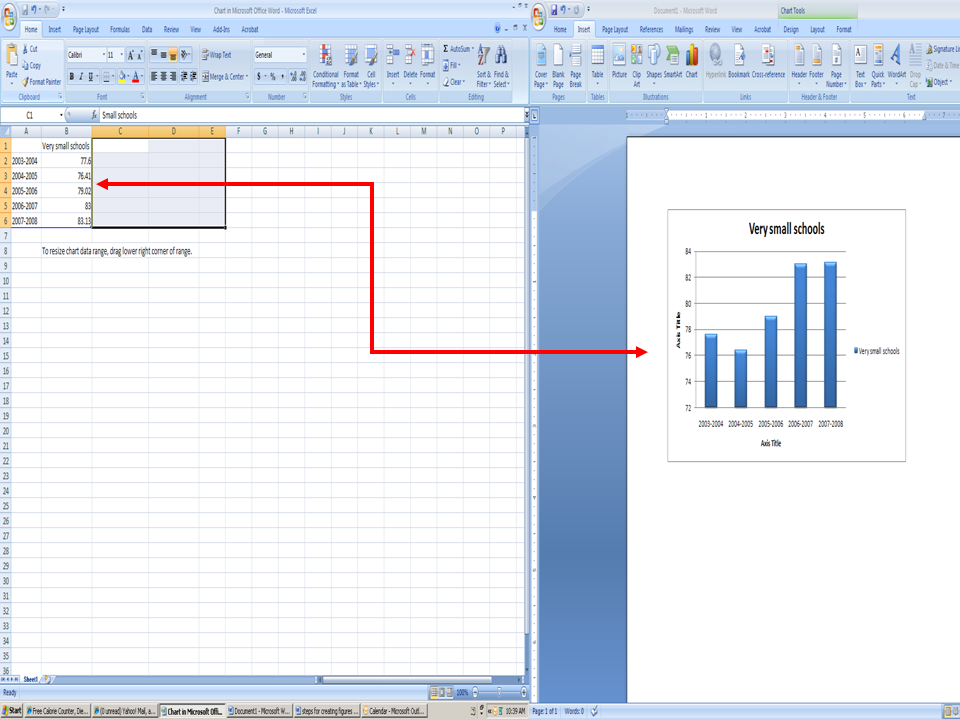 Chart in Microsoft Office Word - Microsoft Excel
Home Insert Page Layout Formulas Data Review View Add-Ins Acrobat
Paste
Cut
Copy
Format Painter
Clipboard
Calibri 11
B I U
Font
Wrap Text
Merge & Center
Alignment
General
$ % ,
Number
Conditional Formatting
Format as Table
Cell Styles
Styles
Insert Delete Format
Cells
Σ AutoSum
Fill
Clear
Sort & Filter
Find & Select
Editing
C1 fx Small schools
A B C D E F G H I J K L M N O P
1 Very small schools
2 2003-2004 77.6
3 2004-2005 76.41
4 2005-2006 79.02
5 2006-2007 83
6 2007-2008 83.13
7
8 To resize chart data range, drag lower right corner of range.
9
10
11
12
13
14
15
16
17
18
19
20
21
22
23
24
25
26
27
28
29
30
31
32
33
34
35
36
Sheet1
Ready 100%
Document1 - Microsoft Word Chart Tools
Home Insert Page Layout References Mailings Review View Acrobat Design Layout Format
Cover Page
Blank Page
Page Break
Pages
Table
Tables
Picture
Clip Art
Shapes
SmartArt
Chart
Illustrations
Hyperlink
Bookmark
Cross-reference
Links
Header
Footer
Page Number
Header & Footer
Text Box
Quick Parts
WordArt
Drop Cap
Signature Li
Date & Time
Object
Text
Very small schools
84
82
80
78
76
74
72
Axis Title
2003-2004 2004-2005 2005-2006 2006-2007 2007-2008
Axis Title
Very small schools
Page: 1 of 1 Words: 0
Start
Free Calorie Counter, Die...
(0 unread) Yahoo! Mail, a...
Chart in Microsoft Offi...
Document1 - Microsoft W...
steps for creating figures ...
Calendar - Microsoft Outl...
10:39 AM